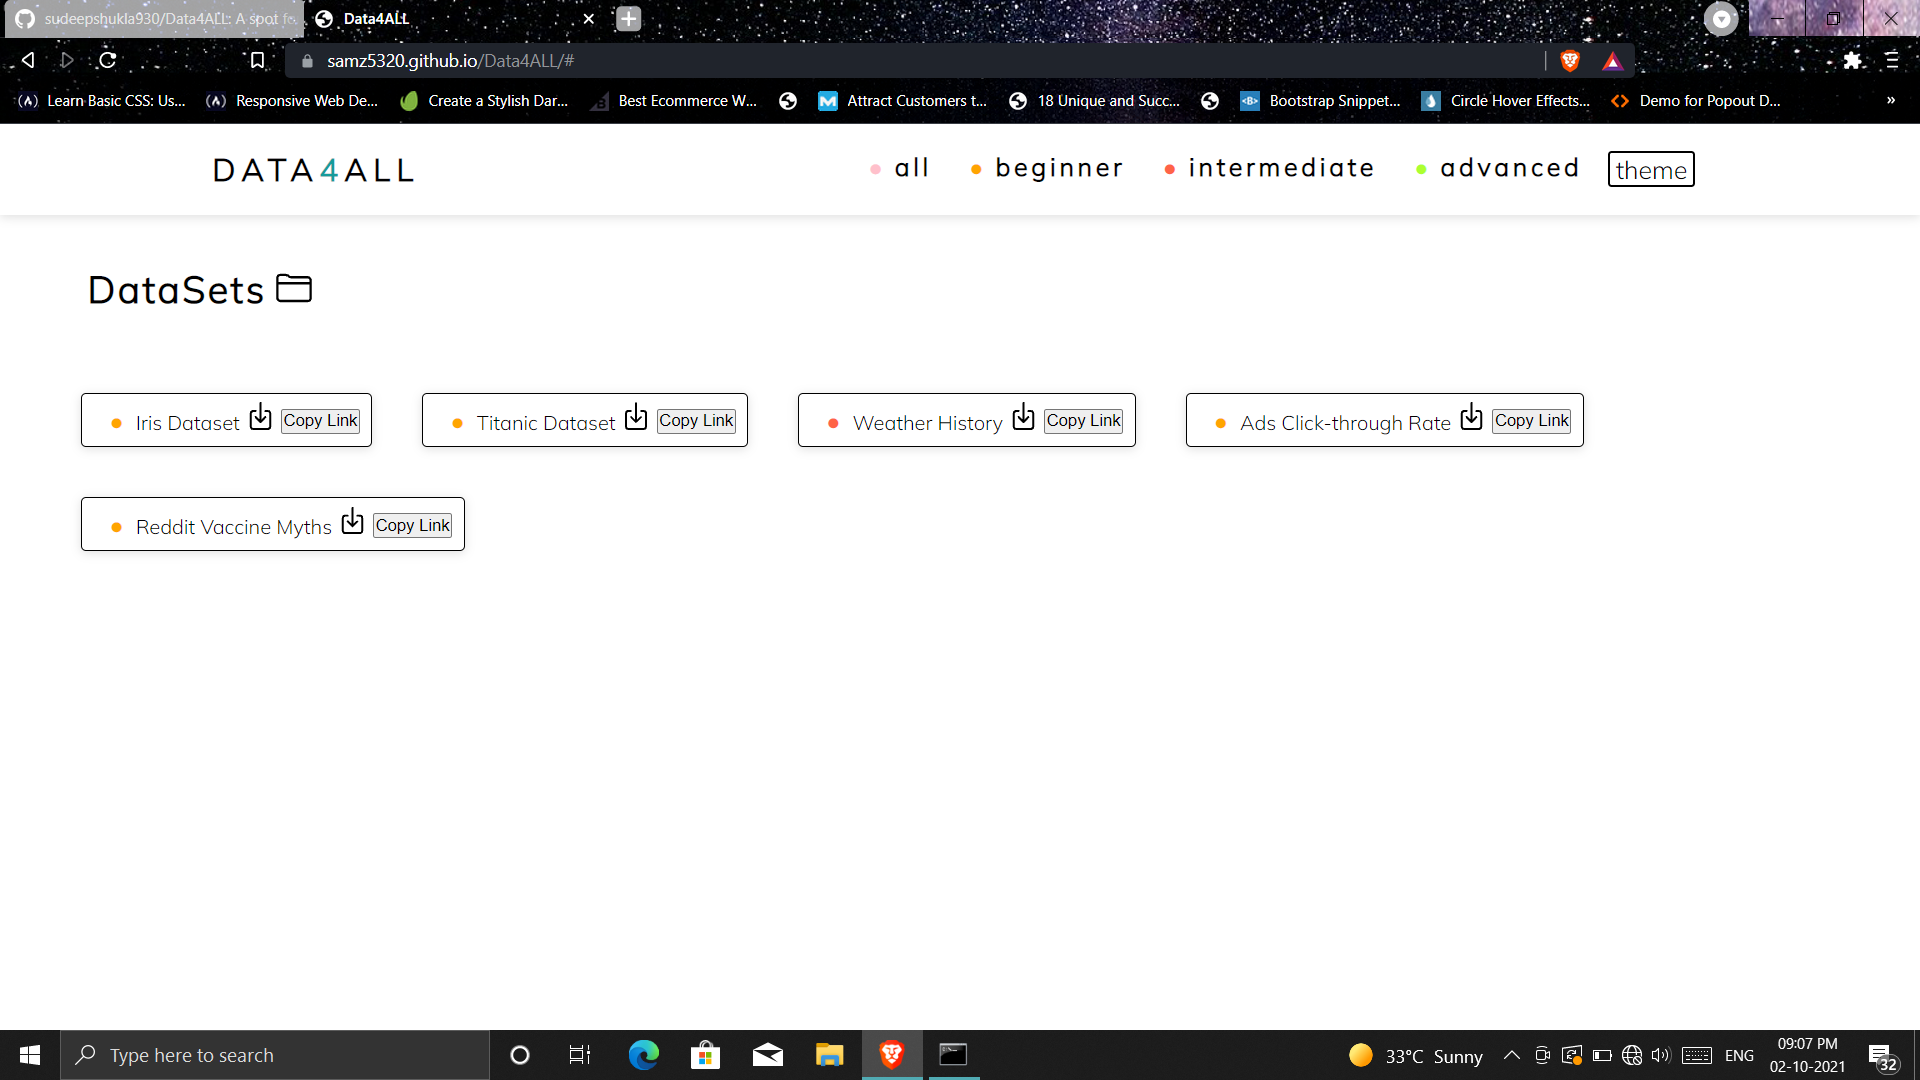 sudeepshukla930/Data4ALL: A spot fo
Data4ALL
samz5320.github.io/Data4ALL/#
Learn Basic CSS: Us...
Responsive Web De...
Create a Stylish Dar...
Best Ecommerce W...
Attract Customers t...
18 Unique and Succ...
Bootstrap Snippet...
Circle Hover Effects...
Demo for Popout D...
»
DATA4ALL
all
beginner
intermediate
advanced
theme
DataSets
Iris Dataset Copy Link
Titanic Dataset Copy Link
Weather History Copy Link
Ads Click-through Rate Copy Link
Reddit Vaccine Myths Copy Link
Type here to search
33°C Sunny
ENG
09:07 PM
02-10-2021
32